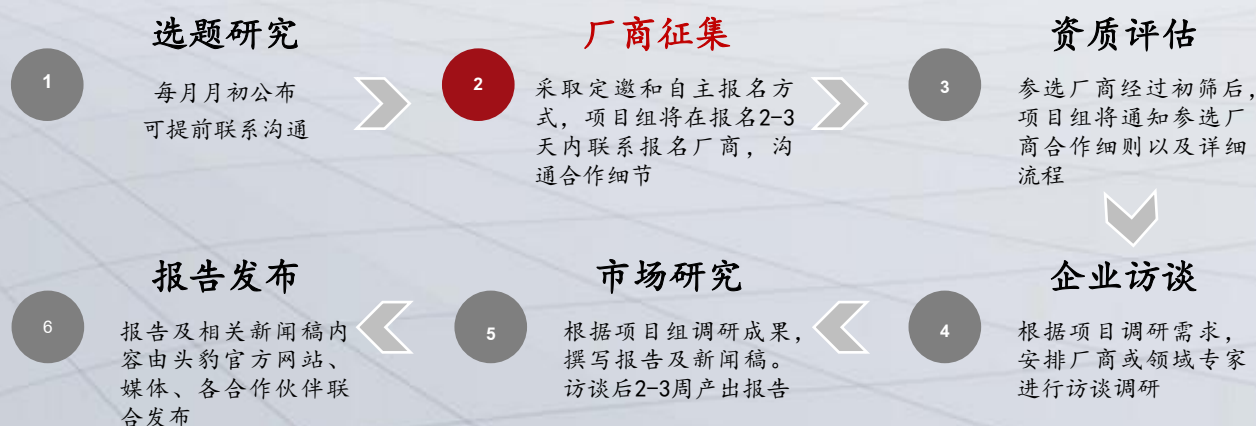 选题研究
1
每月月初公布
可提前联系沟通
厂商征集
2
采取定邀和自主报名方
式，项目组将在报名2-3
天内联系报名厂商，沟
通合作细节
资质评估
3
参选厂商经过初筛后，
项目组将通知参选厂
商合作细则以及详细
流程
企业访谈
4
根据项目调研需求，
安排厂商或领域专家
进行访谈调研
市场研究
5
根据项目组调研成果，
撰写报告及新闻稿。
访谈后2-3周产出报告
报告发布
6
报告及相关新闻稿内
容由头豹官方网站、
媒体、各合作伙伴联
合发布